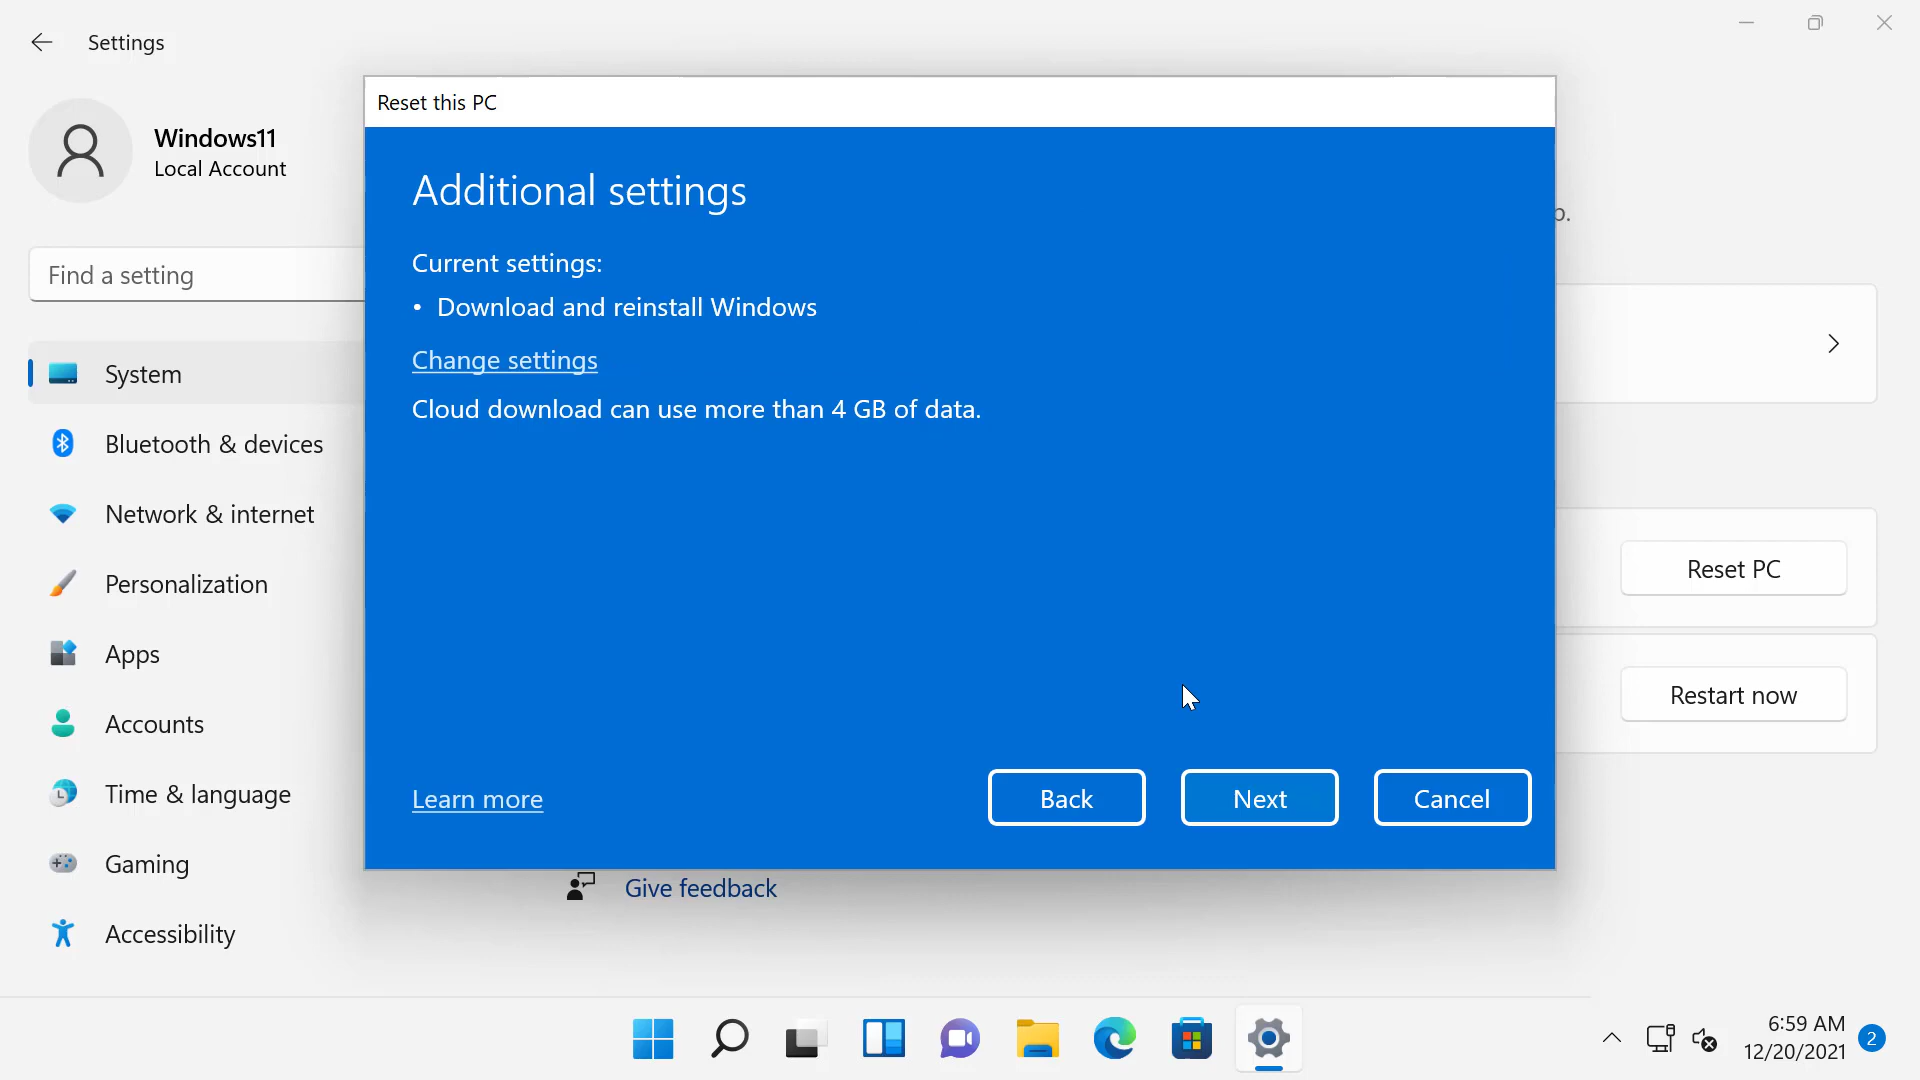 Settings
Windows11
Local Account
Find a setting
System
Bluetooth & devices
Network & internet
Personalization
Apps
Accounts
Time & language
Gaming
Accessibility
Reset this PC
Additional settings
Current settings:
• Download and reinstall Windows
Change settings
Cloud download can use more than 4 GB of data.
Learn more
Back
Next
Cancel
p.
Reset PC
Restart now
Give feedback
6:59 AM
12/20/2021
2